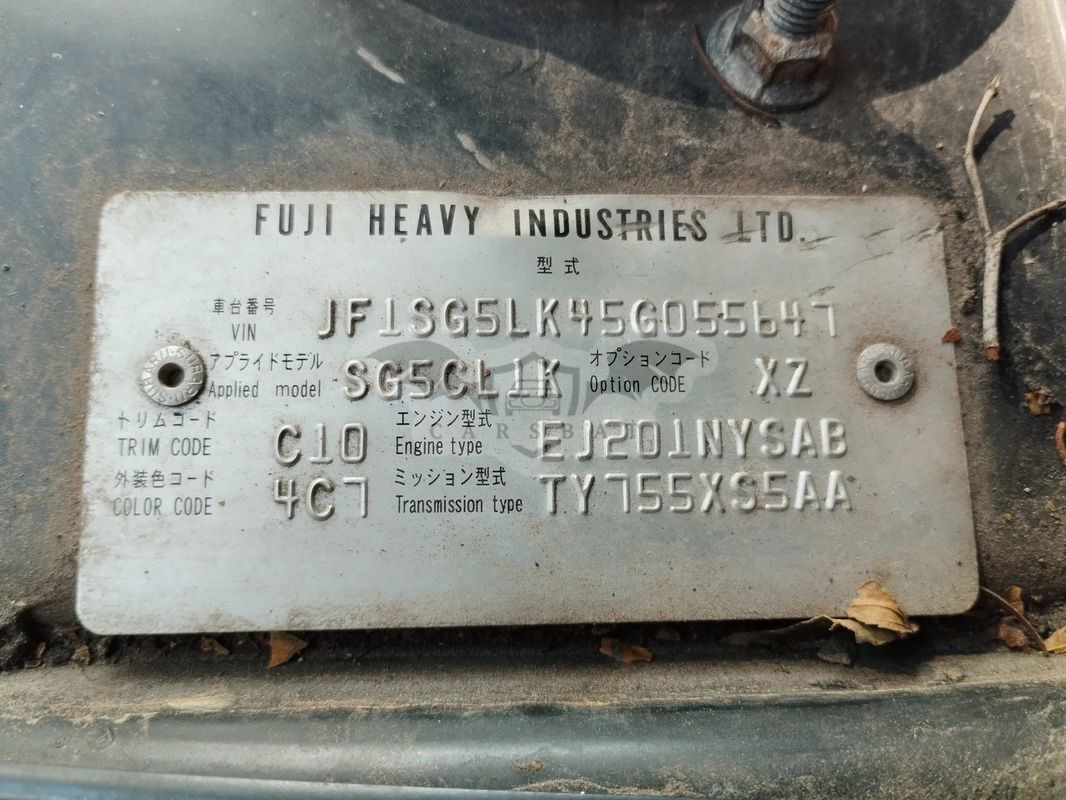 FUJI HEAVY INDUSTRIES LTD.
型式
車台番号
VIN JF1SG5LK45G055647
アプライドモデル オプションコード
Applied model SG5CL1K Option CODE XZ
トリムコード エンジン型式
TRIM CODE C10 Engine type EJ201NYSAB
外装色コード ミッション型式
COLOR CODE 4C7 Transmission type TY755XS5AA